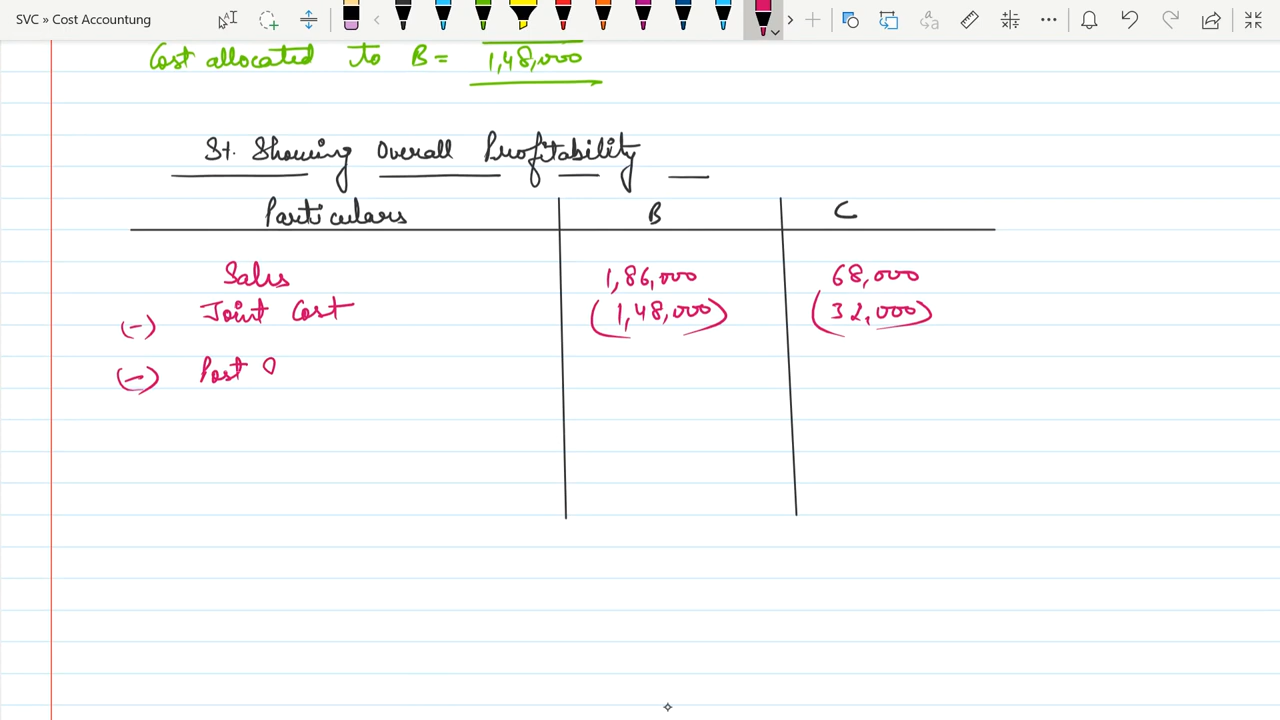 SVC » Cost Accountung
Cost allocated to B = 1,48,000
St. Showing Overall Profitability
Particulars B C
Sales 1,86,000 68,000
(-) Joint Cost (1,48,000) (32,000)
(-) Post